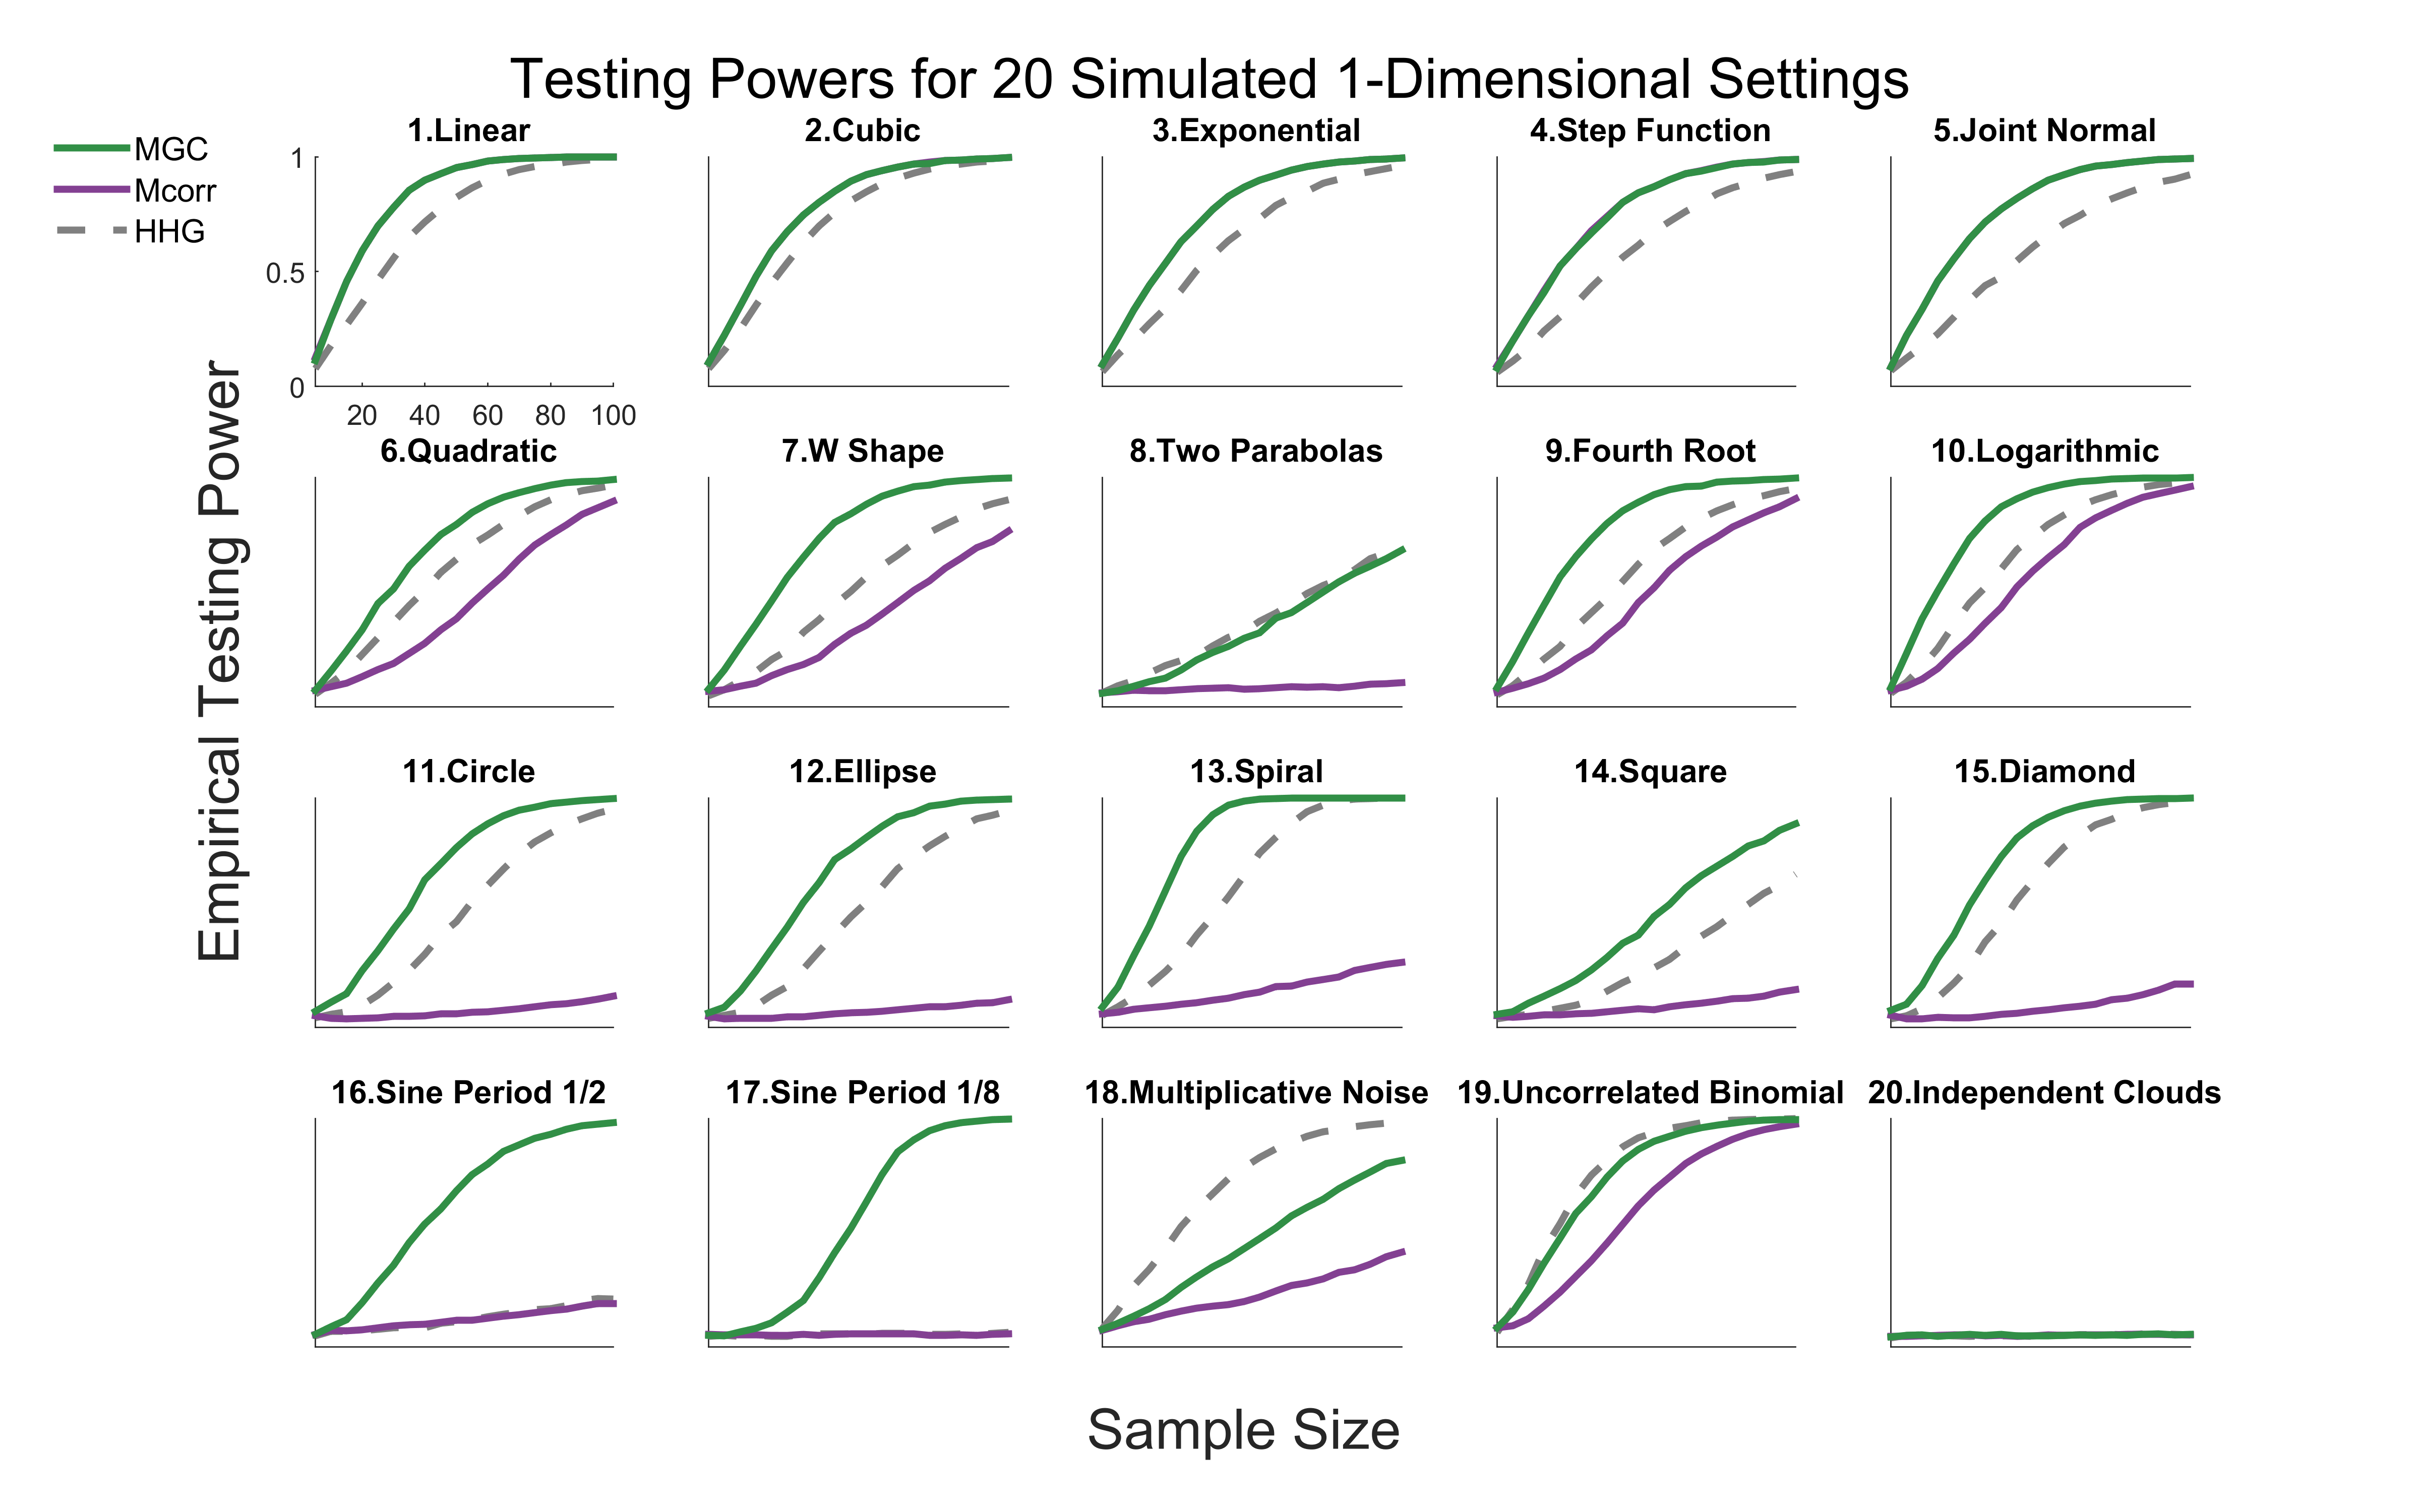 Testing Powers for 20 Simulated 1-Dimensional Settings
MGC
Mcorr
HHG
Empirical Testing Power
1.Linear
1
0.5
0
20 40 60 80 100
2.Cubic
3.Exponential
4.Step Function
5.Joint Normal
6.Quadratic
7.W Shape
8.Two Parabolas
9.Fourth Root
10.Logarithmic
11.Circle
12.Ellipse
13.Spiral
14.Square
15.Diamond
16.Sine Period 1/2
17.Sine Period 1/8
18.Multiplicative Noise
19.Uncorrelated Binomial
20.Independent Clouds
Sample Size